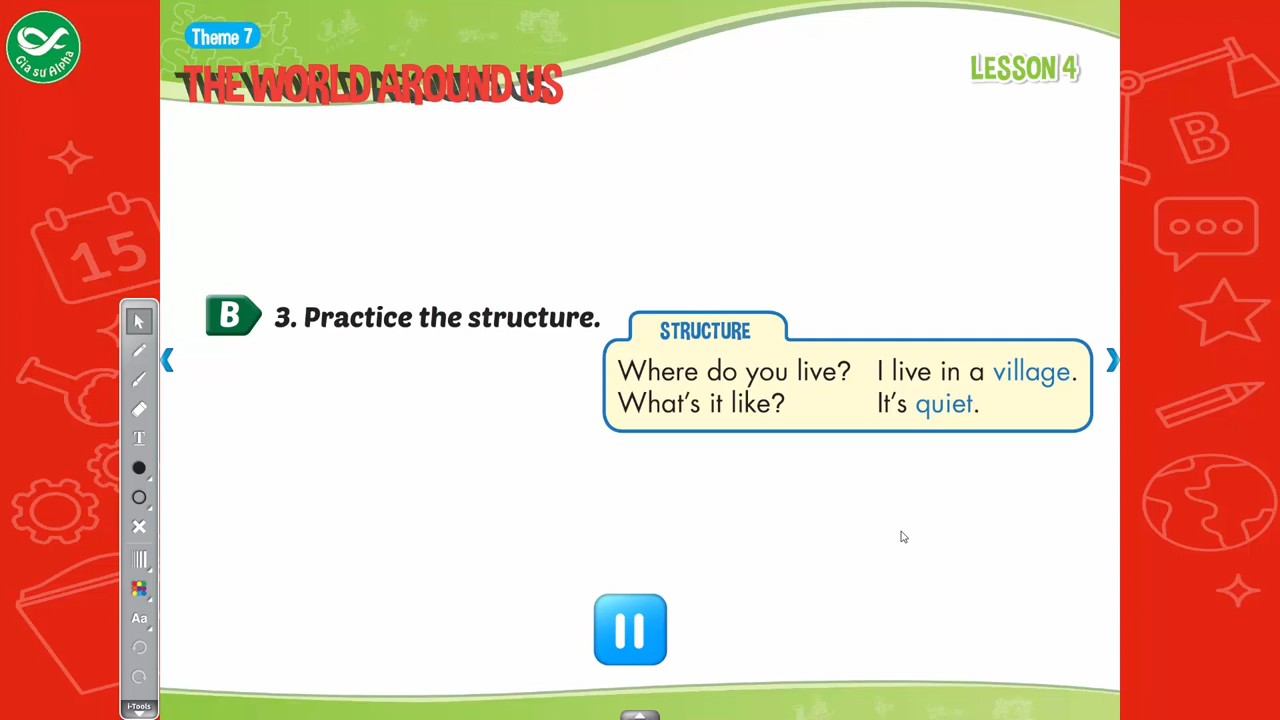 Gia sư Alpha
Theme 7
THE WORLD AROUND US
LESSON 4
B 3. Practice the structure.
STRUCTURE
Where do you live? I live in a village.
What's it like? It's quiet.
15
B
T
Aa
i-Tools